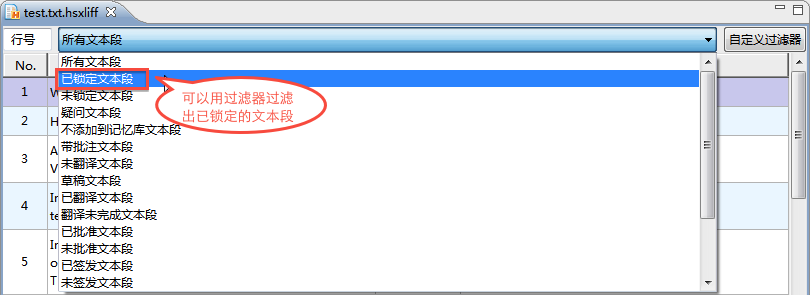 test.txt.hsxliff
行号
所有文本段
自定义过滤器
No.
所有文本段
1
W
已锁定文本段
未锁定文本段
可以用过滤器过滤
出已锁定的文本段
2
H
疑问文本段
不添加到记忆库文本段
3
A
V
带批注文本段
未翻译文本段
草稿文本段
4
In
te
已翻译文本段
翻译未完成文本段
已批准文本段
5
In
o
T
未批准文本段
已签发文本段
未签发文本段